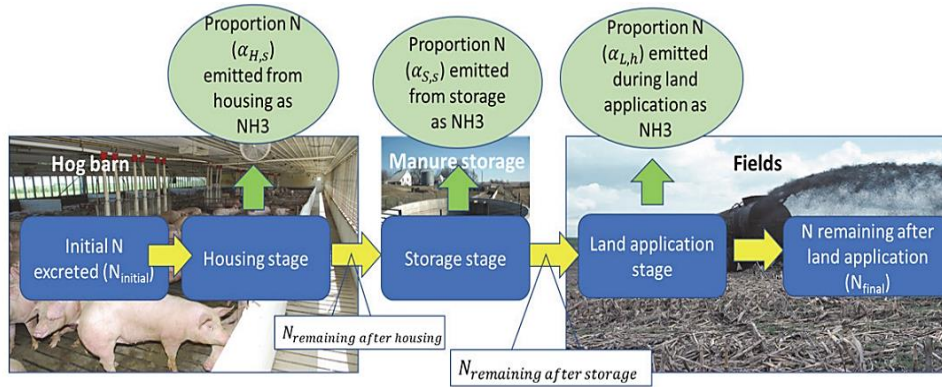 Proportion N
(α_{H,s})
emitted from
housing as
NH3
Proportion N
(α_{S,s}) emitted
from storage
as NH3
Proportion N
(α_{L,h}) emitted
during land
application as
NH3
Hog barn
Manure storage
Fields
Initial N
excreted (N_{initial})
Housing stage
Storage stage
Land application
stage
N remaining after
land application
(N_{final})
N_{remaining after housing}
N_{remaining after storage}